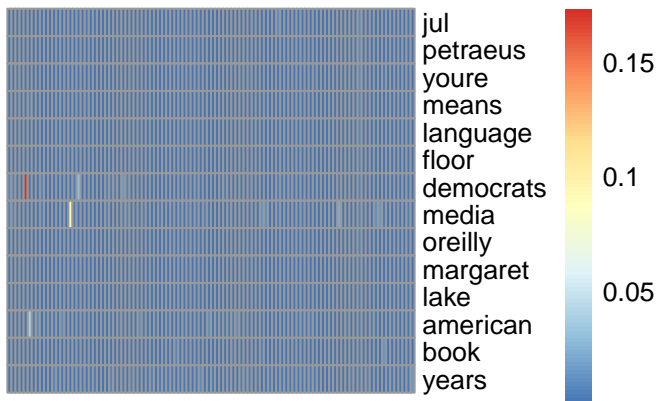 jul
petraeus
youre
means
language
floor
democrats
media
oreilly
margaret
lake
american
book
years
0.15
0.1
0.05